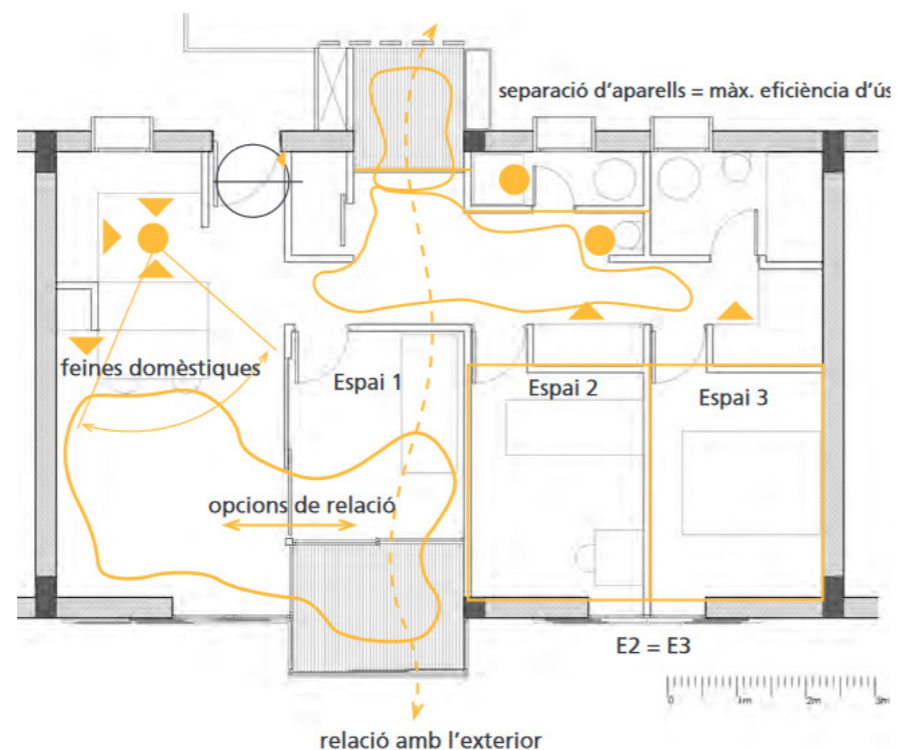 separació d'aparells = màx. eficiència d'ús
feines domèstiques
Espai 1
Espai 2
Espai 3
opcions de relació
E2 = E3
0 1m 2m 3m
relació amb l'exterior